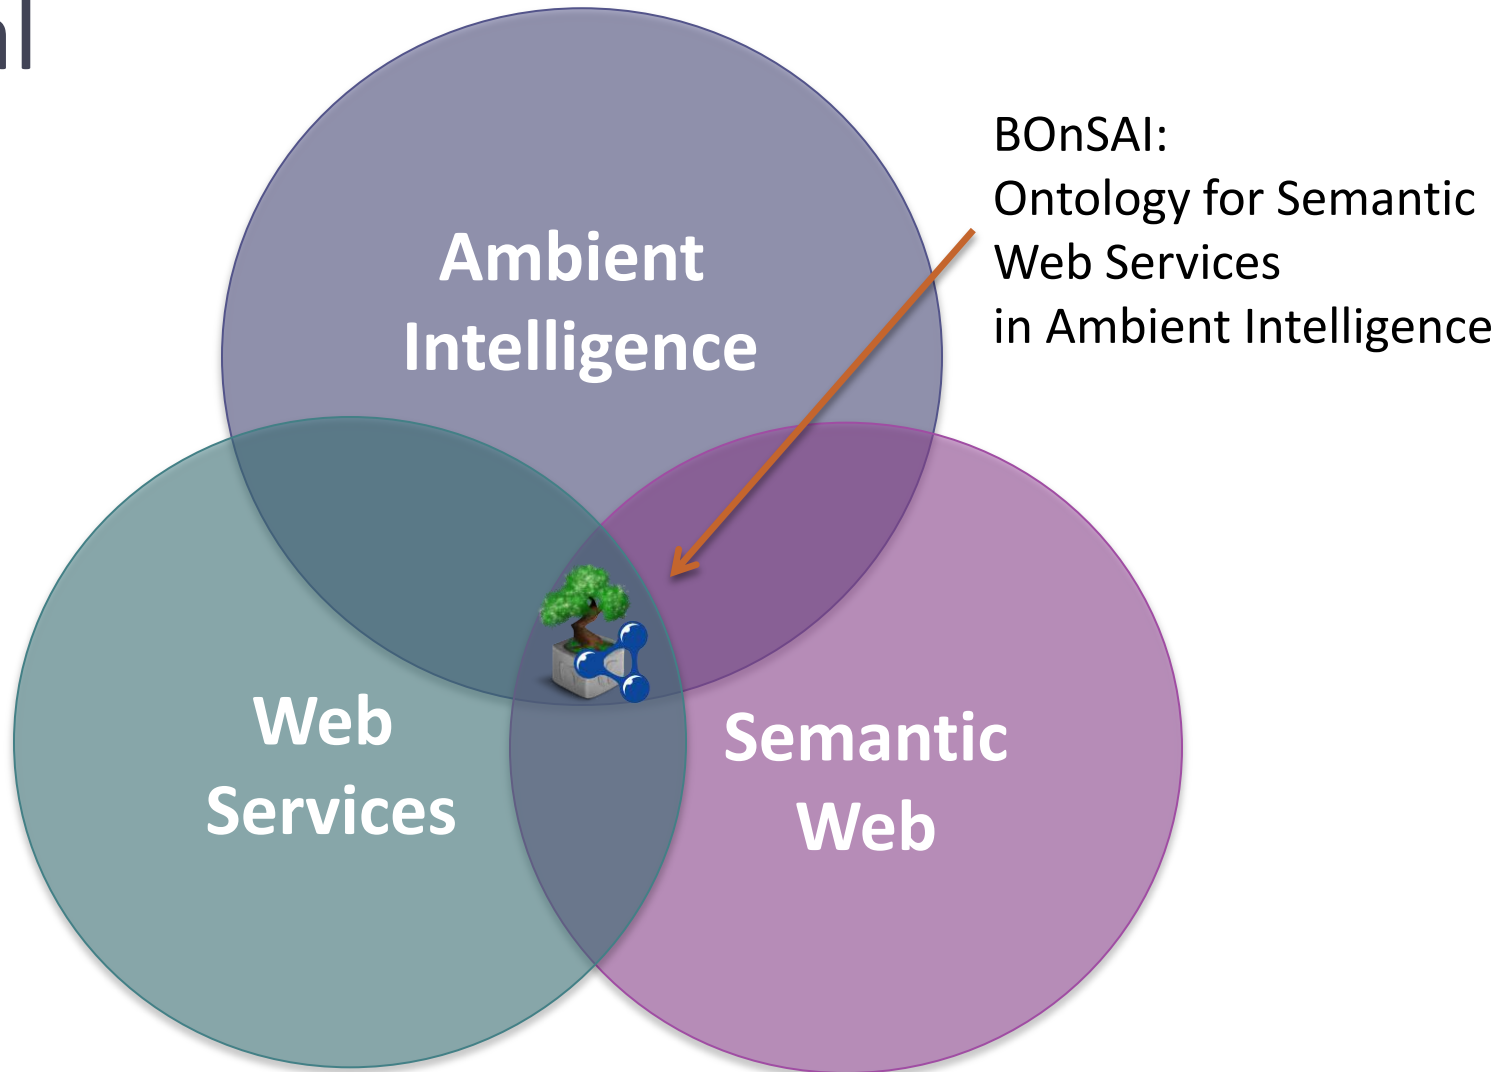 BOnSAI:
Ontology for Semantic
Web Services
in Ambient Intelligence
Ambient
Intelligence
Web
Services
Semantic
Web